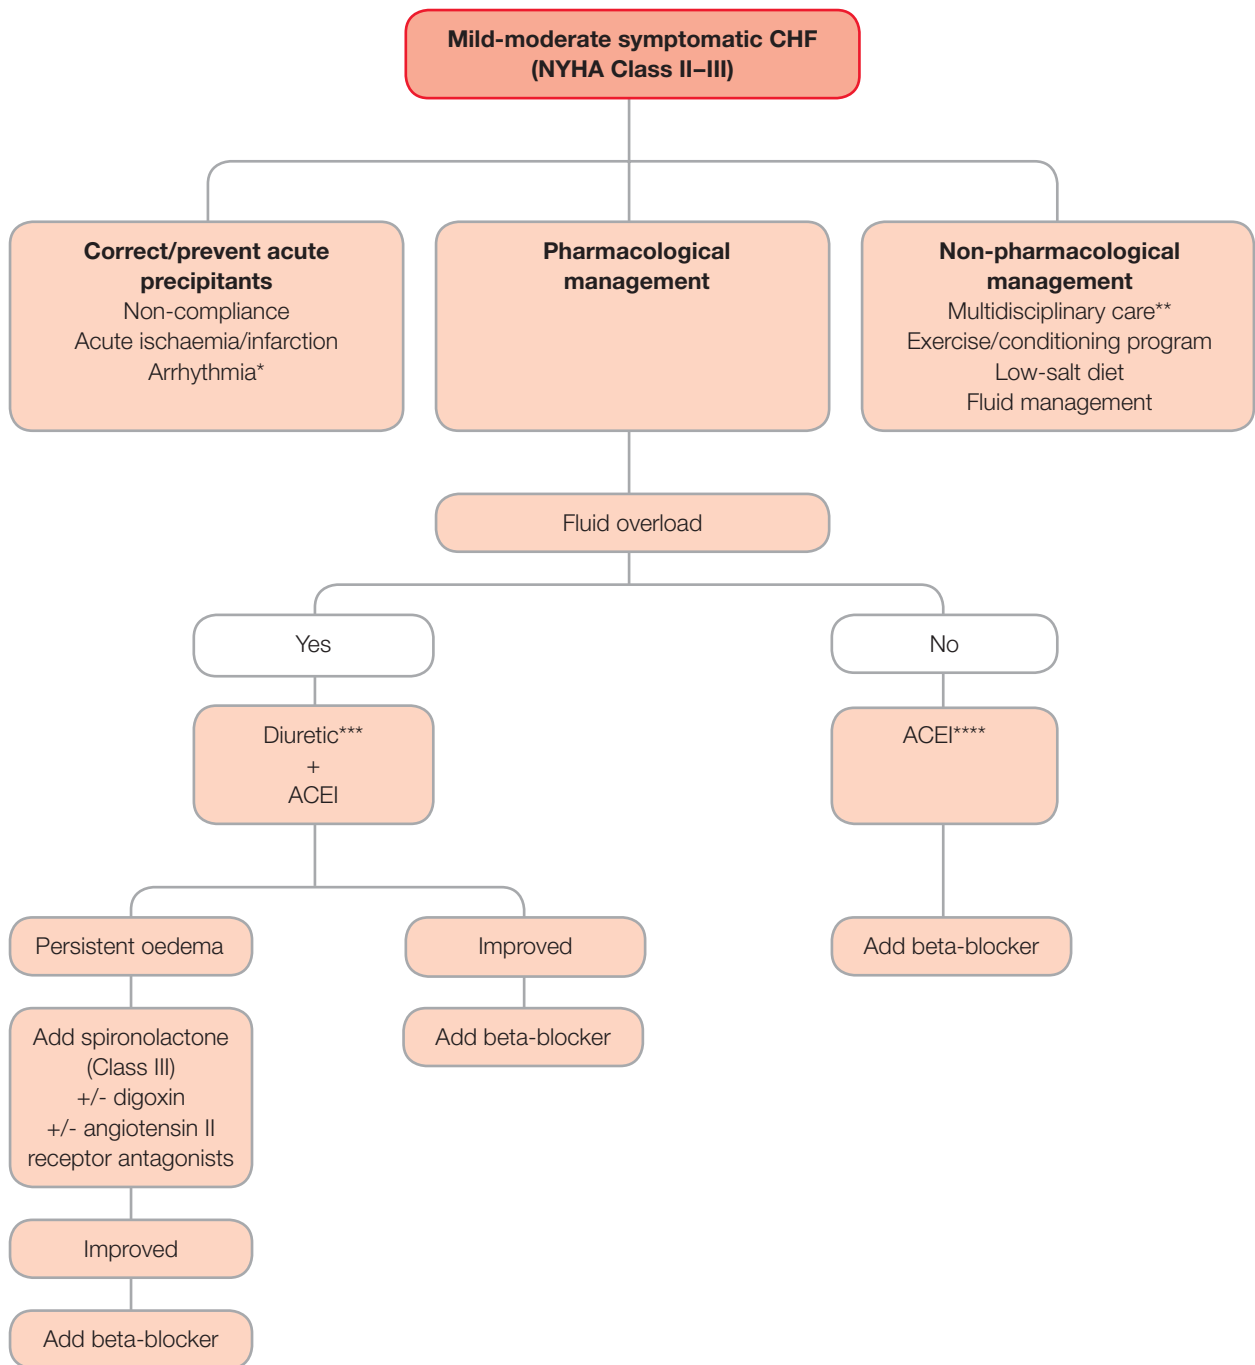 Mild-moderate symptomatic CHF
(NYHA Class II–III)
Correct/prevent acute
precipitants
Non-compliance
Acute ischaemia/infarction
Arrhythmia*
Pharmacological
management
Non-pharmacological
management
Multidisciplinary care**
Exercise/conditioning program
Low-salt diet
Fluid management
Fluid overload
Yes
No
Diuretic***
+
ACEI
ACEI****
Persistent oedema
Improved
Add beta-blocker
Add spironolactone
(Class III)
+/- digoxin
+/- angiotensin II
receptor antagonists
Add beta-blocker
Improved
Add beta-blocker